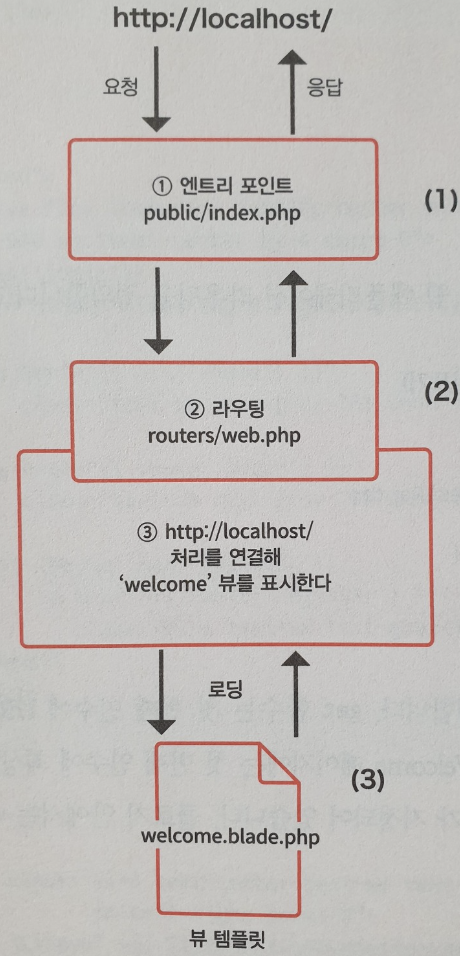 http://localhost/
요청
응답
① 엔트리 포인트
public/index.php
(1)
② 라우팅
routers/web.php
(2)
③ http://localhost/
처리를 연결해
‘welcome’ 뷰를 표시한다
로딩
(3)
welcome.blade.php
뷰 템플릿